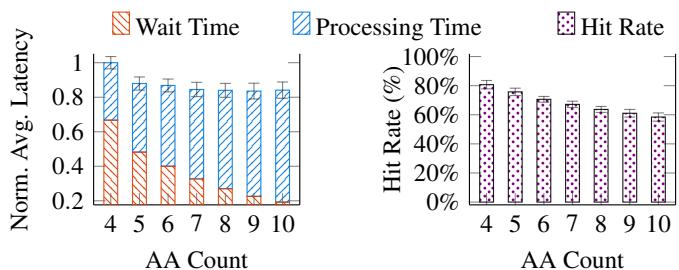 Wait Time Processing Time Hit Rate
Norm. Avg. Latency
1
0.8
0.6
0.4
0.2
4 5 6 7 8 9 10
AA Count
Hit Rate (%)
100%
80%
60%
40%
20%
0%
4 5 6 7 8 9 10
AA Count